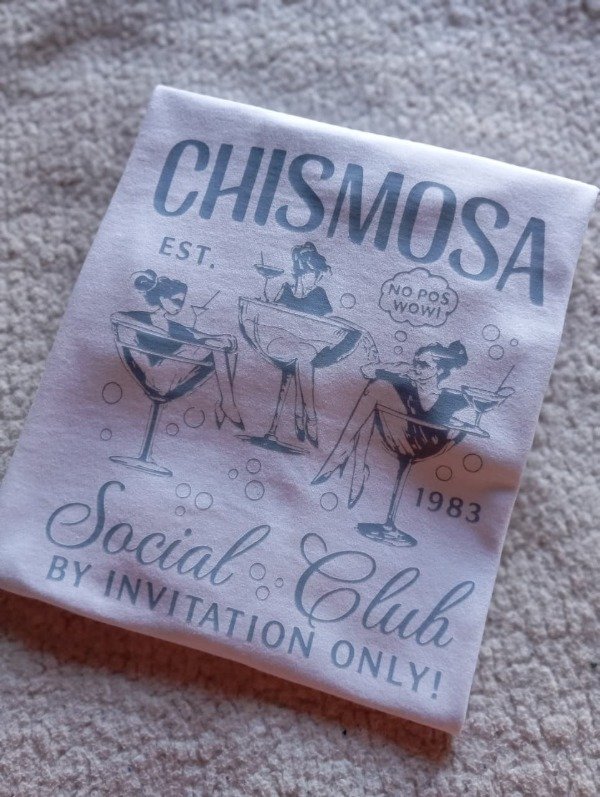 CHISMOSA
EST.
NO POS
WOW!
1983
Social Club
BY INVITATION ONLY!